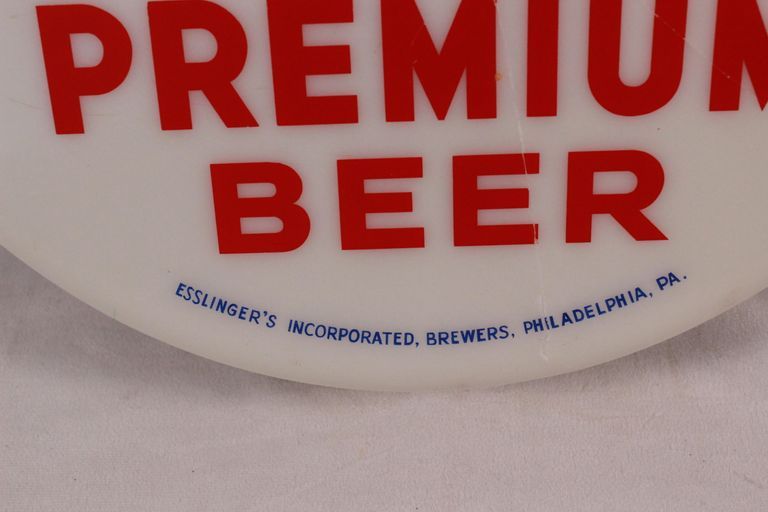 PREMIUM
BEER
ESSLINGER'S INCORPORATED, BREWERS, PHILADELPHIA, PA.